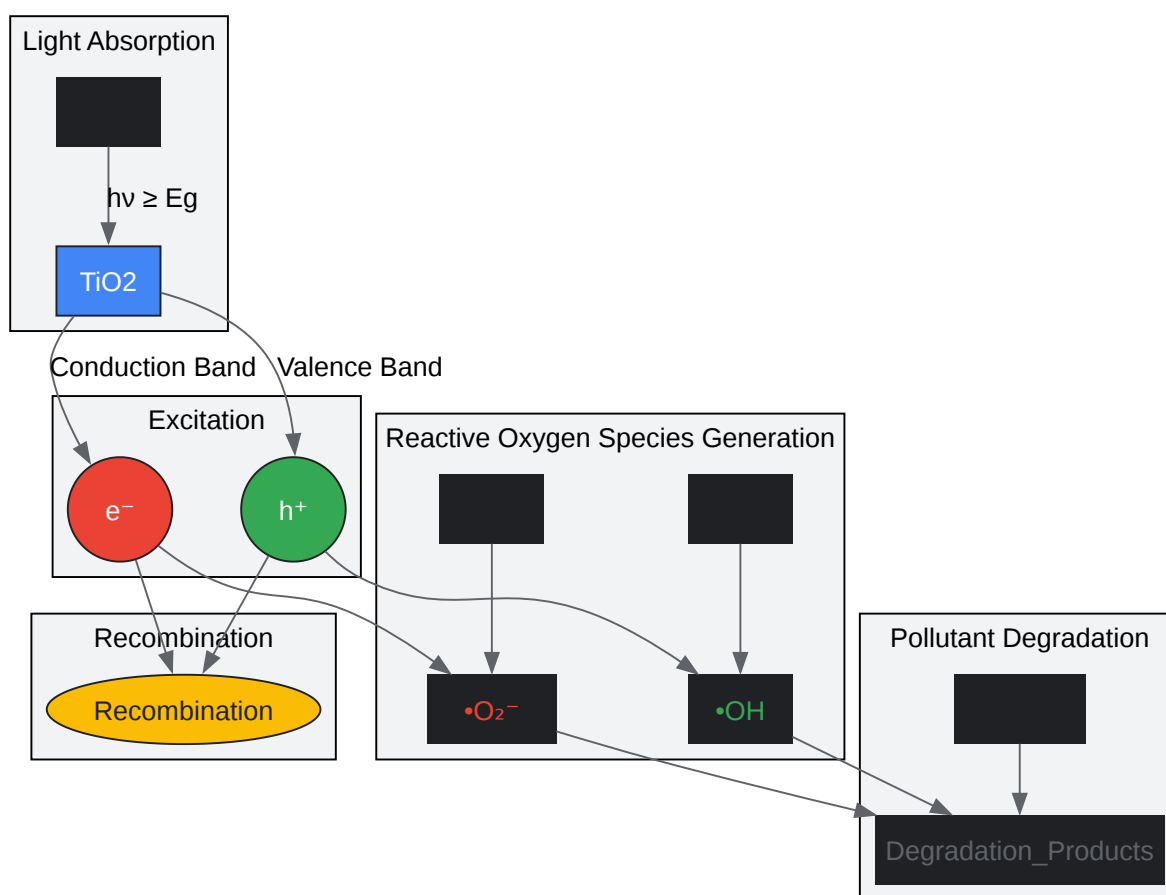 Light Absorption
hν ≥ Eg
TiO2
Conduction Band
Valence Band
Excitation
e⁻
h⁺
Reactive Oxygen Species Generation
Recombination
Recombination
•O₂⁻
•OH
Pollutant Degradation
Degradation_Products